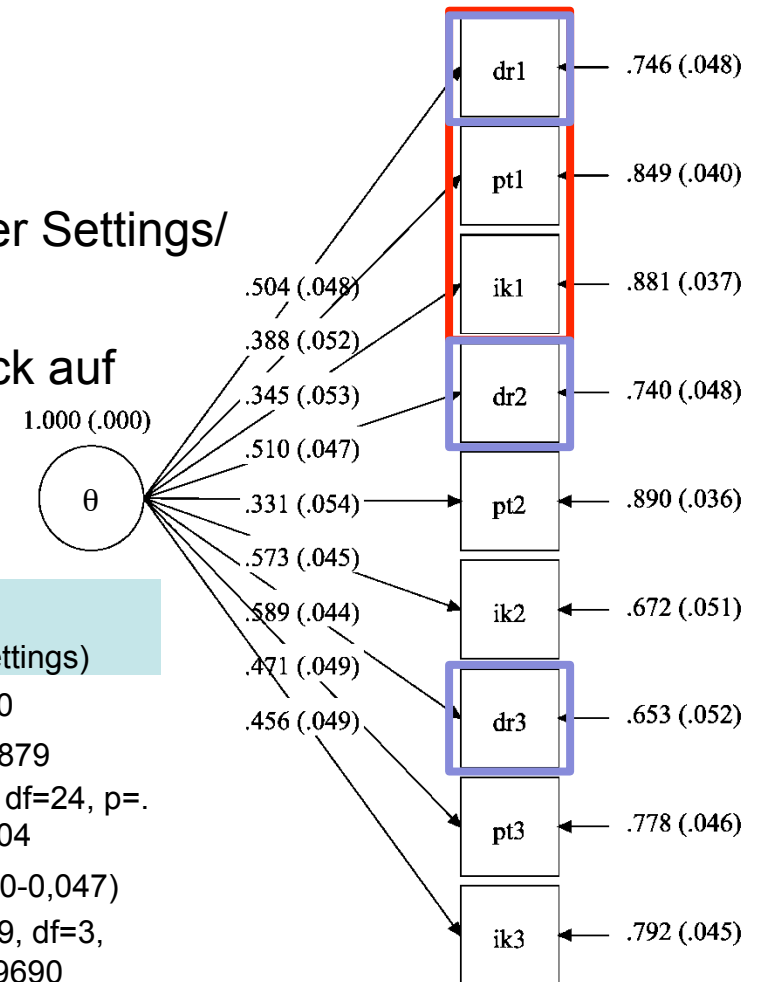 er Settings/
ck auf
1.000 (.000)
θ
.504 (.048)
.388 (.052)
.345 (.053)
.510 (.047)
.331 (.054)
.573 (.045)
.589 (.044)
.471 (.049)
.456 (.049)
dr1
.746 (.048)
pt1
.849 (.040)
ik1
.881 (.037)
dr2
.740 (.048)
pt2
.890 (.036)
ik2
.672 (.051)
dr3
.653 (.052)
pt3
.778 (.046)
ik3
.792 (.045)
ettings)
0
879
df=24, p=.
04
0-0,047)
9, df=3,
9690